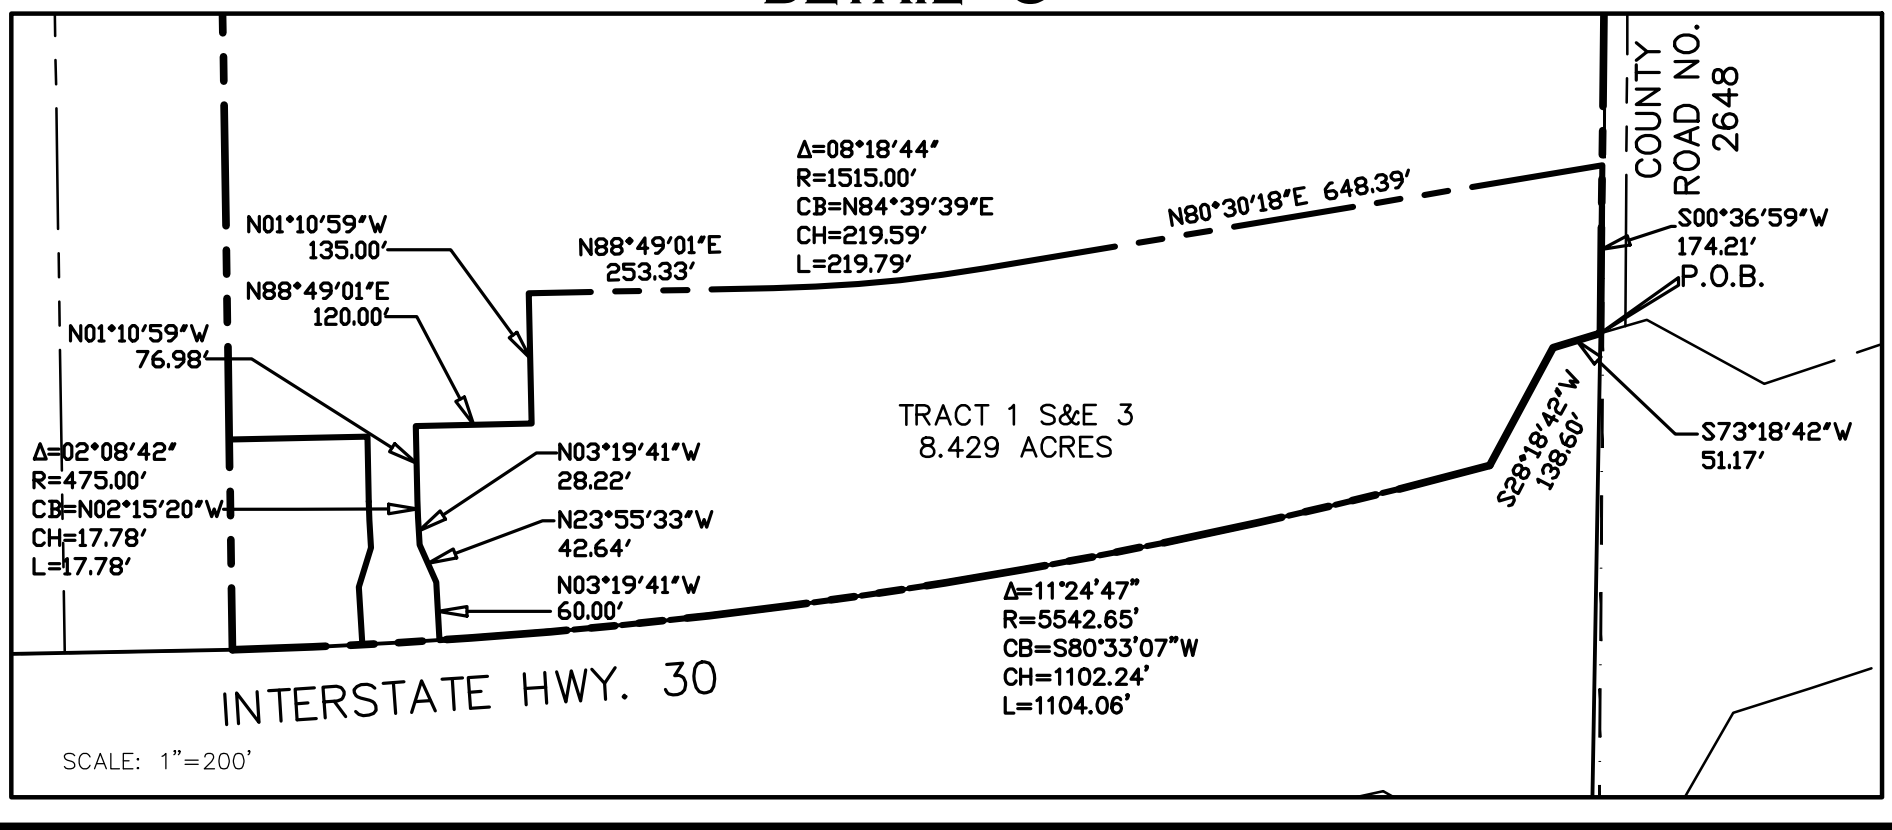 COUNTY
ROAD NO.
2648
Δ=08°18'44"
R=1515.00'
CB=N84°39'39"E
CH=219.59'
L=219.79'
N80°30'18"E 648.39'
N01°10'59"W
135.00'
N88°49'01"E
253.33'
S00°36'59"W
174.21'
P.O.B.
N88°49'01"E
120.00'
N01°10'59"W
76.98'
TRACT 1 S&E 3
8.429 ACRES
S28°18'42"W
138.60'
S73°18'42"W
51.17'
Δ=02°08'42"
R=475.00'
CB=N02°15'20"W
CH=17.78'
L=17.78'
N03°19'41"W
28.22'
N23°55'33"W
42.64'
N03°19'41"W
60.00'
Δ=11°24'47"
R=5542.65'
CB=S80°33'07"W
CH=1102.24'
L=1104.06'
INTERSTATE HWY. 30
SCALE: 1"=200'